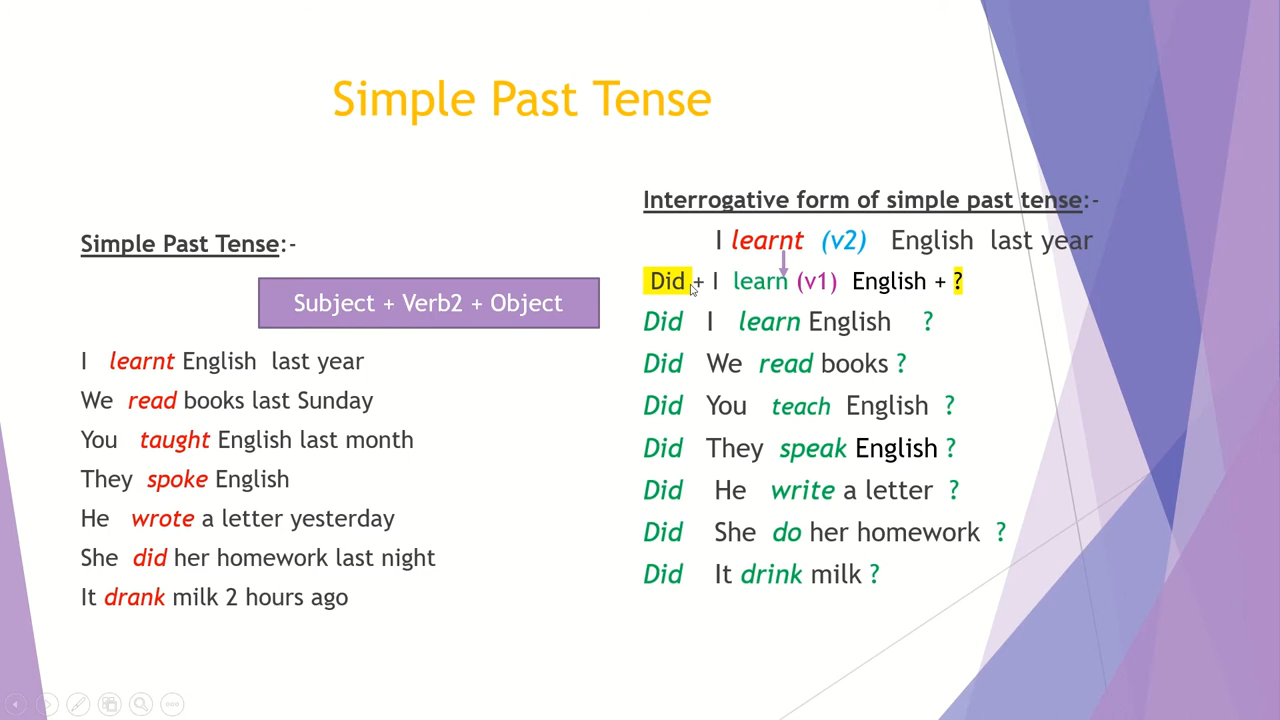 Simple Past Tense
Simple Past Tense:-
Subject + Verb2 + Object
I learnt English last year
We read books last Sunday
You taught English last month
They spoke English
He wrote a letter yesterday
She did her homework last night
It drank milk 2 hours ago
Interrogative form of simple past tense:-
I learnt (v2) English last year
Did + I learn (v1) English + ?
Did I learn English ?
Did We read books ?
Did You teach English ?
Did They speak English ?
Did He write a letter ?
Did She do her homework ?
Did It drink milk ?